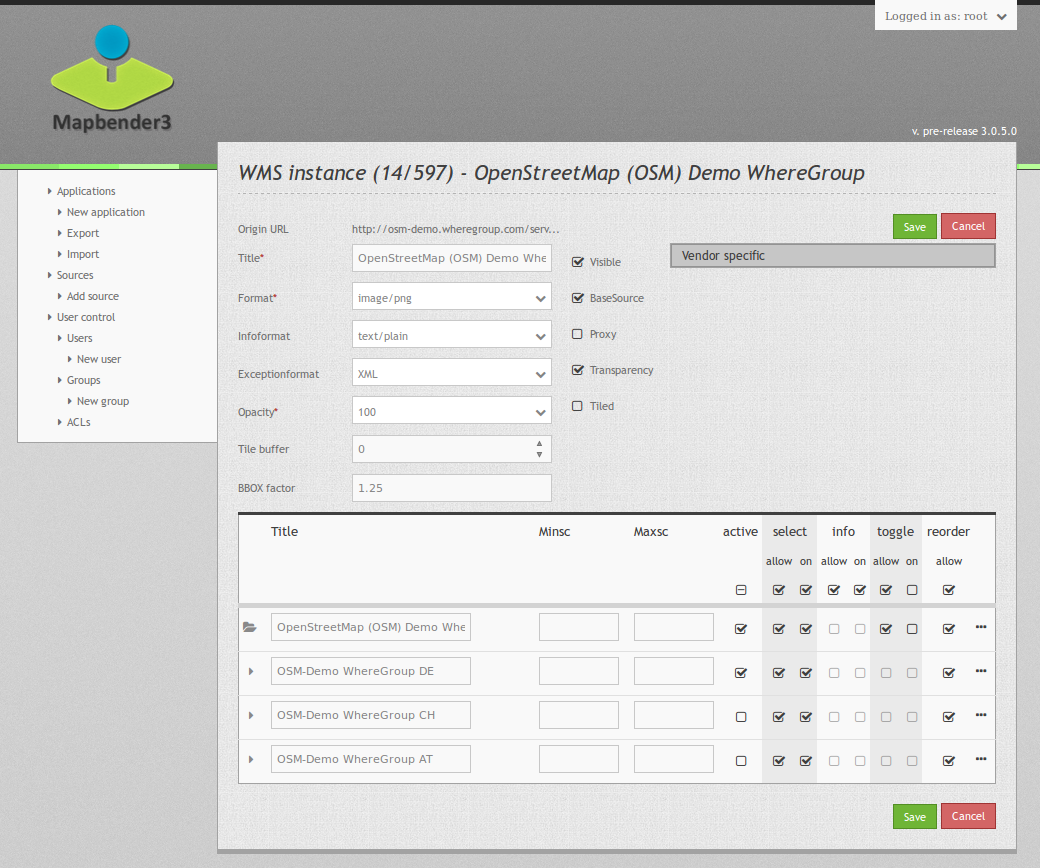 Logged in as: root
Mapbender3
v. pre-release 3.0.5.0
WMS instance (14/597) - OpenStreetMap (OSM) Demo WhereGroup
Applications
New application
Export
Import
Sources
Add source
User control
Users
New user
Groups
New group
ACLs
Origin URL http://osm-demo.wheregroup.com/serv... Save Cancel
Title* OpenStreetMap (OSM) Demo Whe Visible Vendor specific
Format* image/png BaseSource
Infoformat text/plain Proxy
Exceptionformat XML Transparency
Opacity* 100 Tiled
Tile buffer 0
BBOX factor 1.25
Title Minsc Maxsc active select info toggle reorder
allow on allow on allow on allow
OpenStreetMap (OSM) Demo Whe
OSM-Demo WhereGroup DE
OSM-Demo WhereGroup CH
OSM-Demo WhereGroup AT
Save Cancel